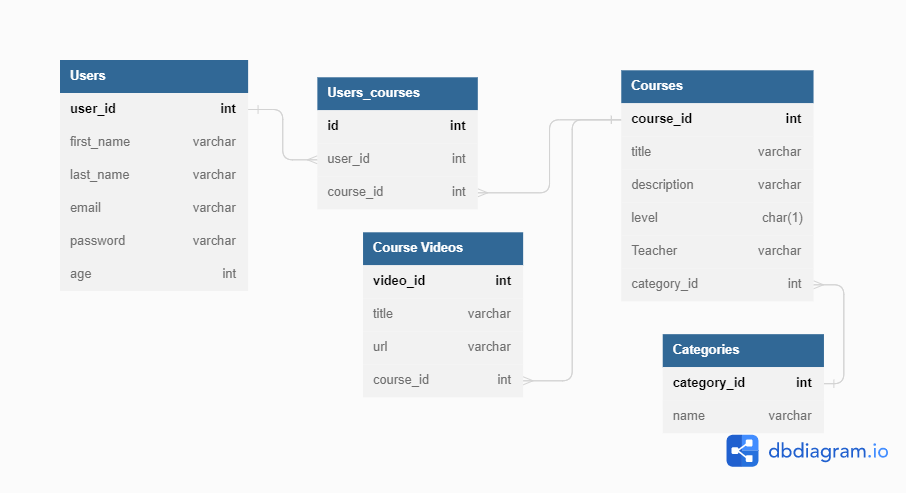 Users
user_id int
first_name varchar
last_name varchar
email varchar
password varchar
age int
Users_courses
id int
user_id int
course_id int
Course Videos
video_id int
title varchar
url varchar
course_id int
Courses
course_id int
title varchar
description varchar
level char(1)
Teacher varchar
category_id int
Categories
category_id int
name varchar
dbdiagram.io